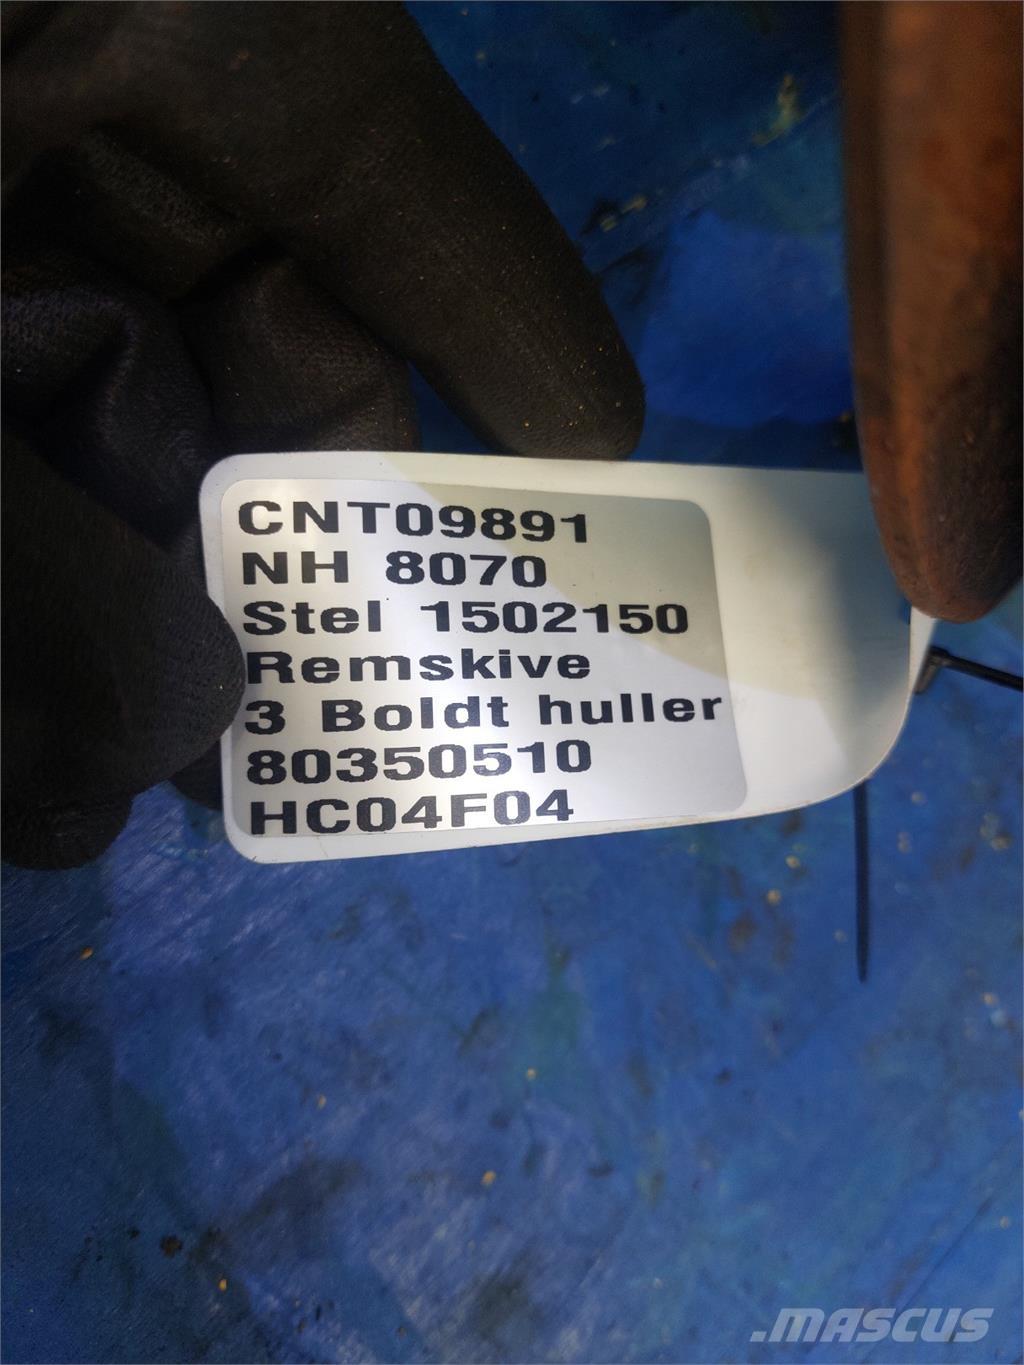 CNT09891
NH 8070
Stel 1502150
Remskive
3 Boldt huller
80350510
HC04F04
.MASCUS